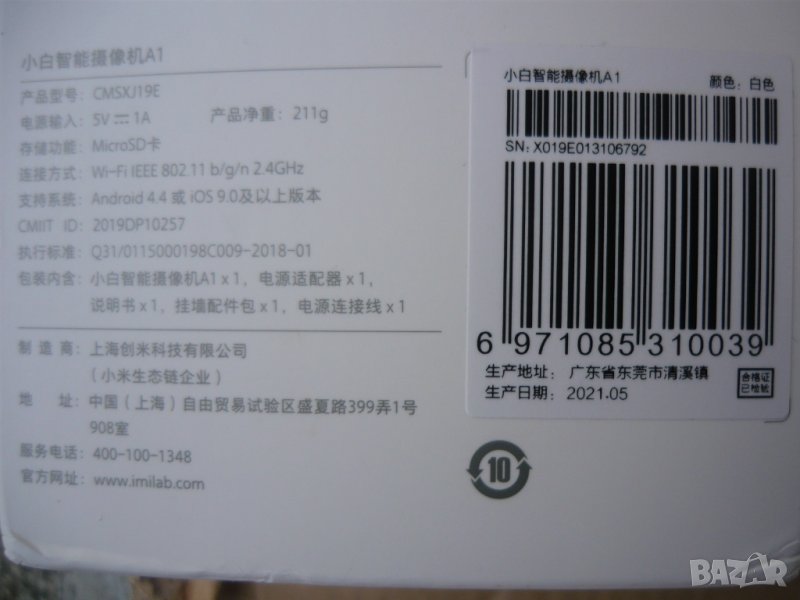 小白智能摄像机A1
产品型号: CMSXJ19E
电源输入: 5V⎓1A 产品净重: 211g
存储功能: MicroSD卡
连接方式: Wi-Fi IEEE 802.11 b/g/n 2.4GHz
支持系统: Android 4.4 或 iOS 9.0及以上版本
CMIIT ID: 2019DP10257
执行标准: Q31/0115000198C009-2018-01
包装内含: 小白智能摄像机A1 x 1, 电源适配器 x 1,
说明书 x 1, 挂墙配件包 x 1, 电源连接线 x 1
制 造 商: 上海创米科技有限公司
(小米生态链企业)
地 址: 中国(上海)自由贸易试验区盛夏路399弄1号
908室
服务电话: 400-100-1348
官方网址: www.imilab.com
小白智能摄像机A1 颜色: 白色
SN: X019E013106792
6 971085 310039
生产地址: 广东省东莞市清溪镇
生产日期: 2021.05
合格证
已检验
10
BAZAR